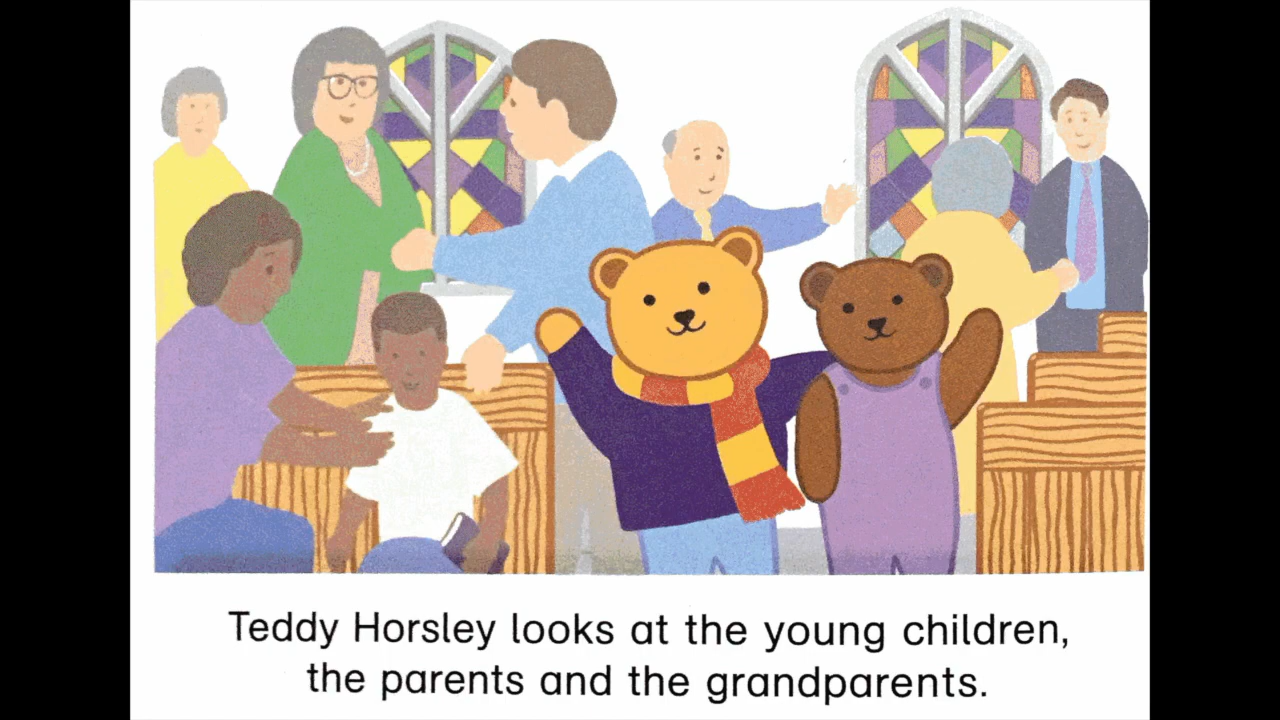 Teddy Horsley looks at the young children,
the parents and the grandparents.